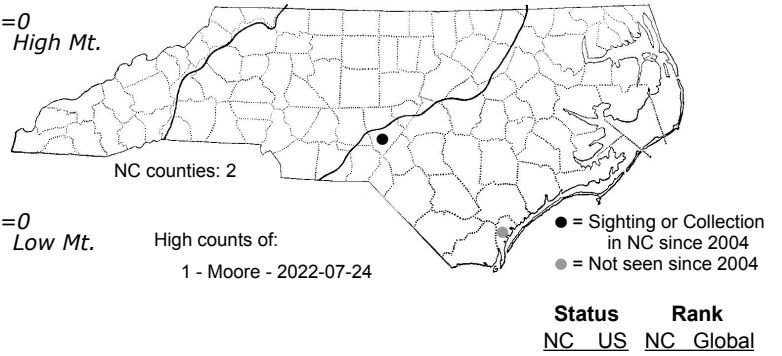 =0
High Mt.
NC counties: 2
=0
Low Mt.
High counts of:
1 - Moore - 2022-07-24
● = Sighting or Collection
in NC since 2004
● = Not seen since 2004
Status Rank
NC US NC Global